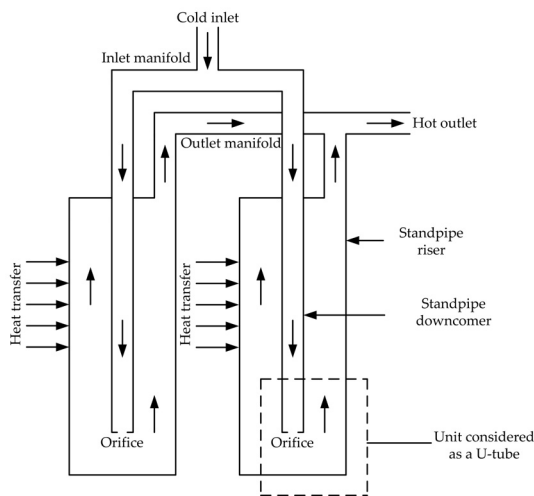 Cold inlet
Inlet manifold
Hot outlet
Outlet manifold
Heat transfer
Heat transfer
Standpipe
riser
Standpipe
downcomer
Orifice
Orifice
Unit considered
as a U-tube